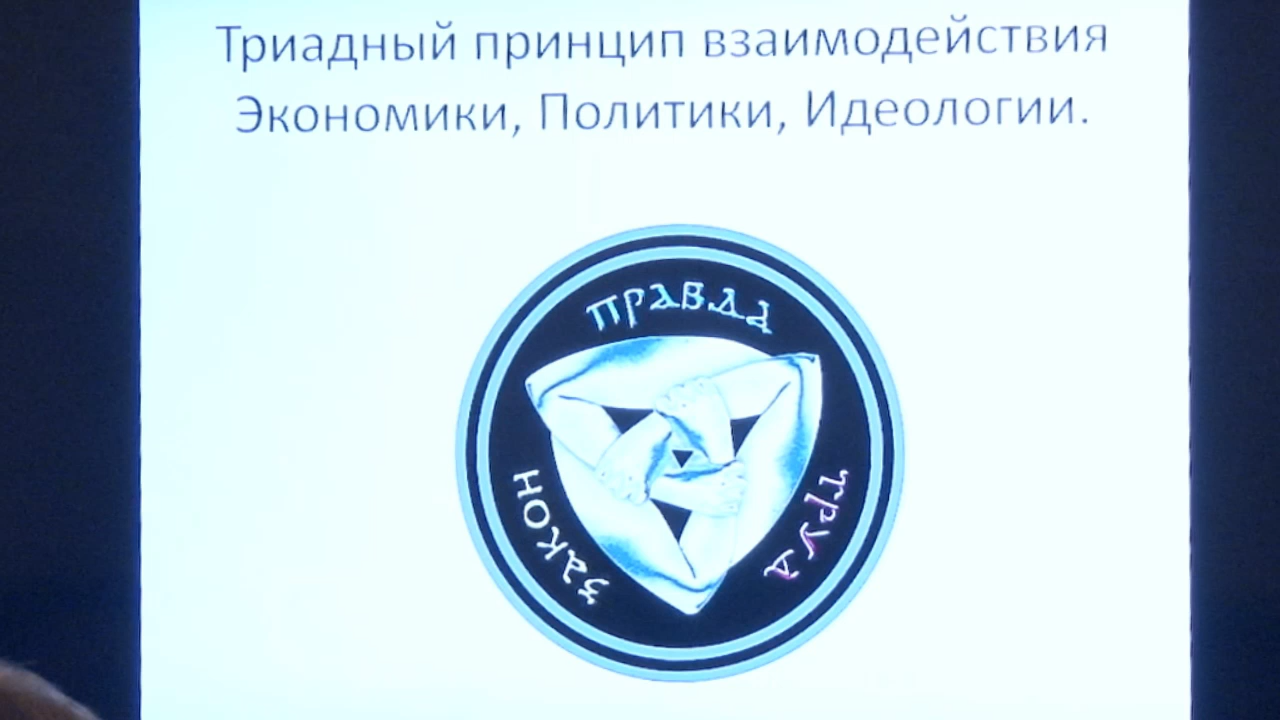 Триадный принцип взаимодействия
Экономики, Политики, Идеологии.
правда
закон
труд